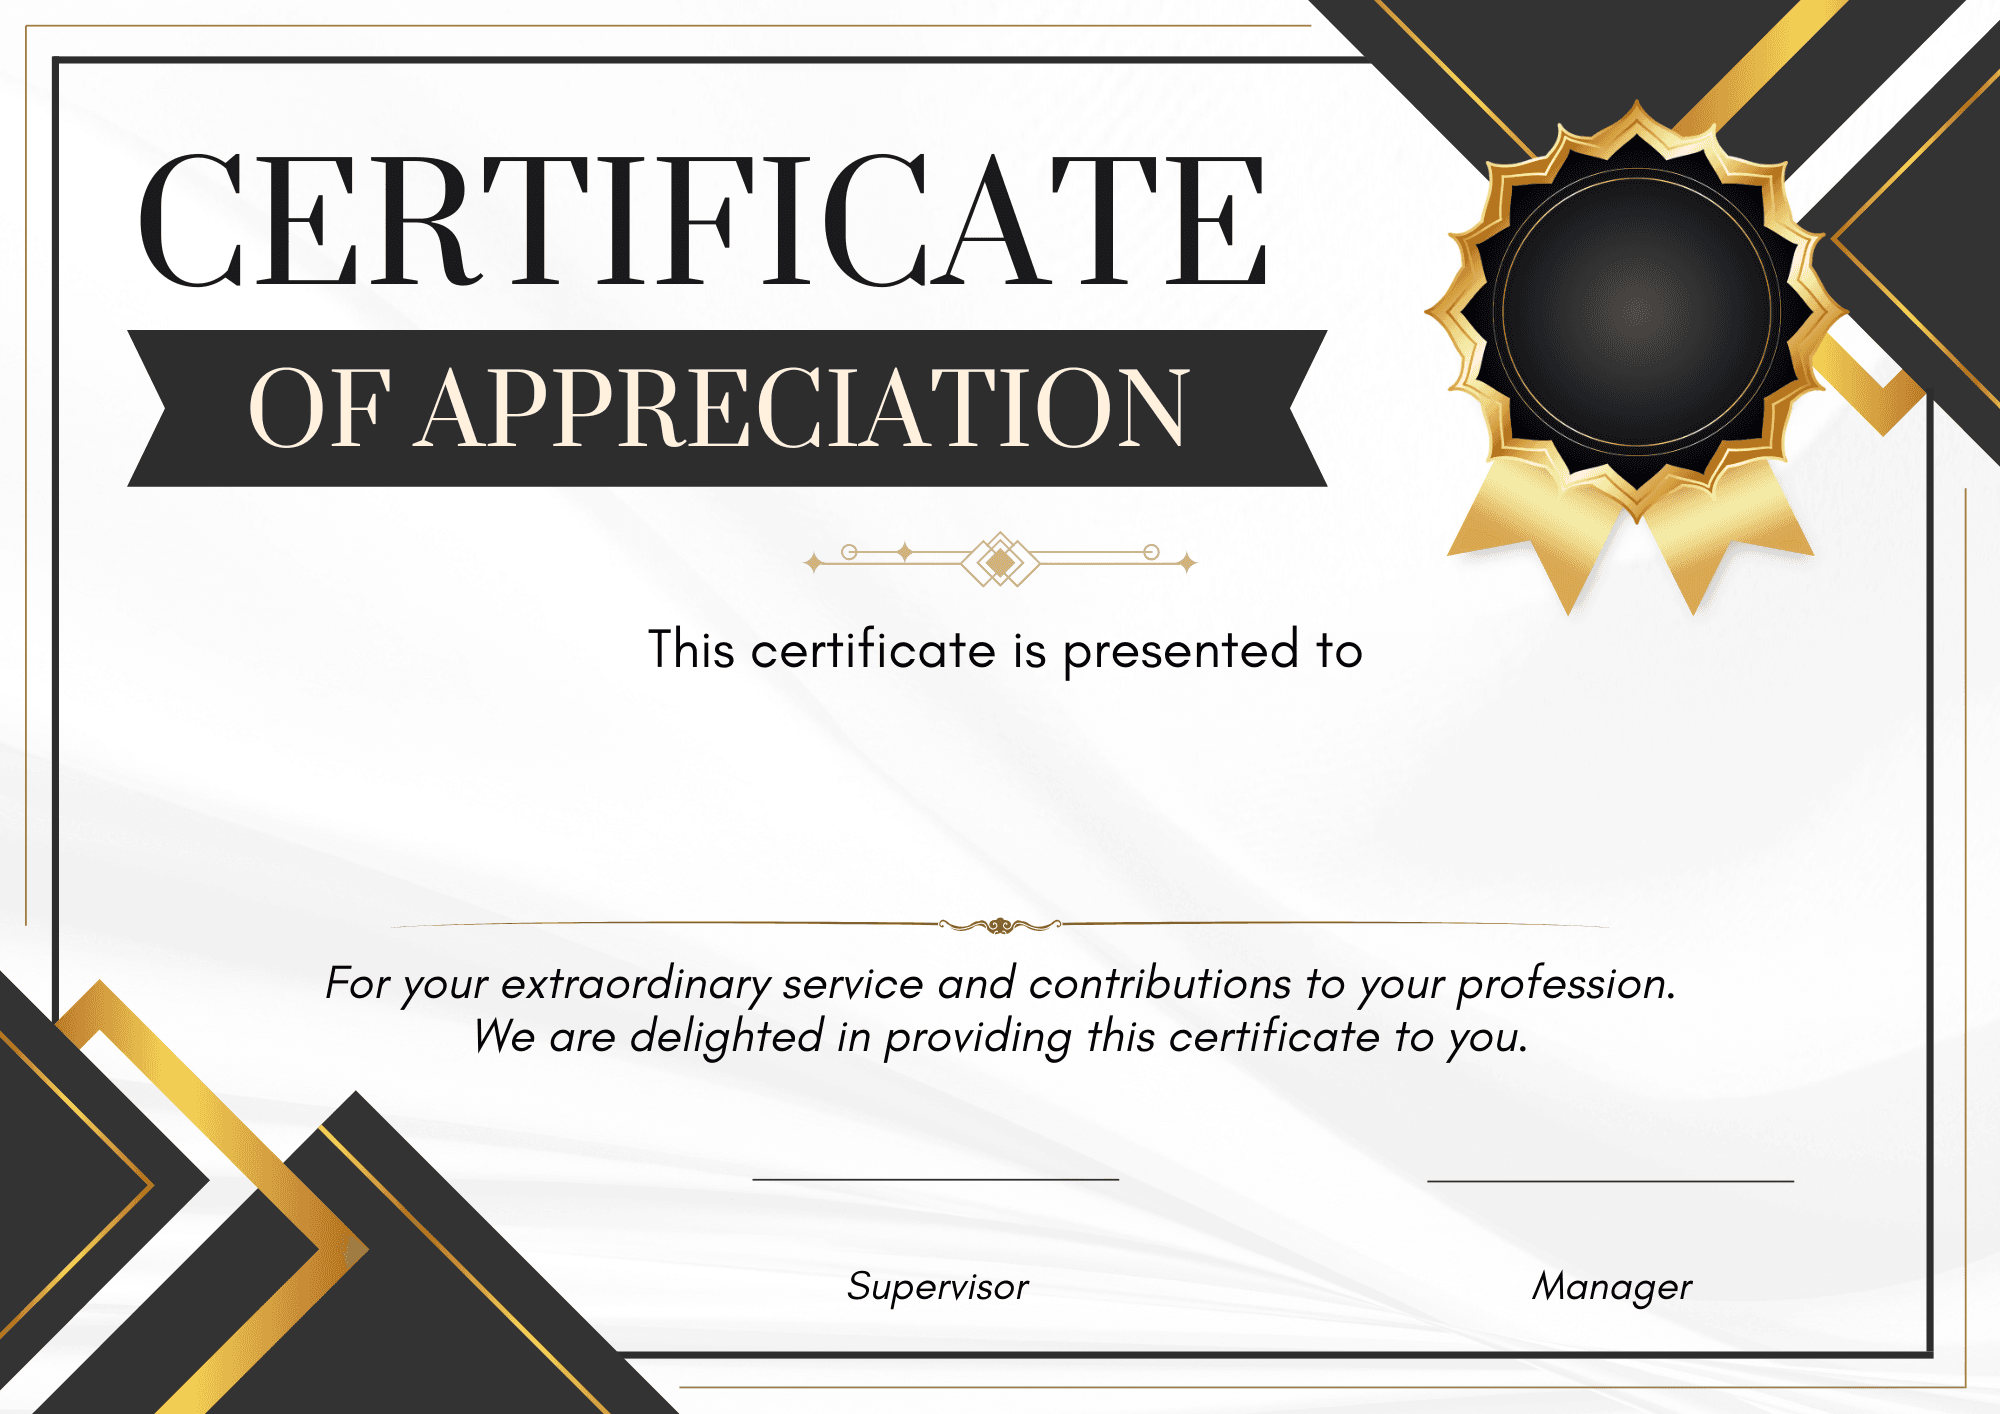 CERTIFICATE
OF APPRECIATION
This certificate is presented to
For your extraordinary service and contributions to your profession.
We are delighted in providing this certificate to you.
Supervisor
Manager